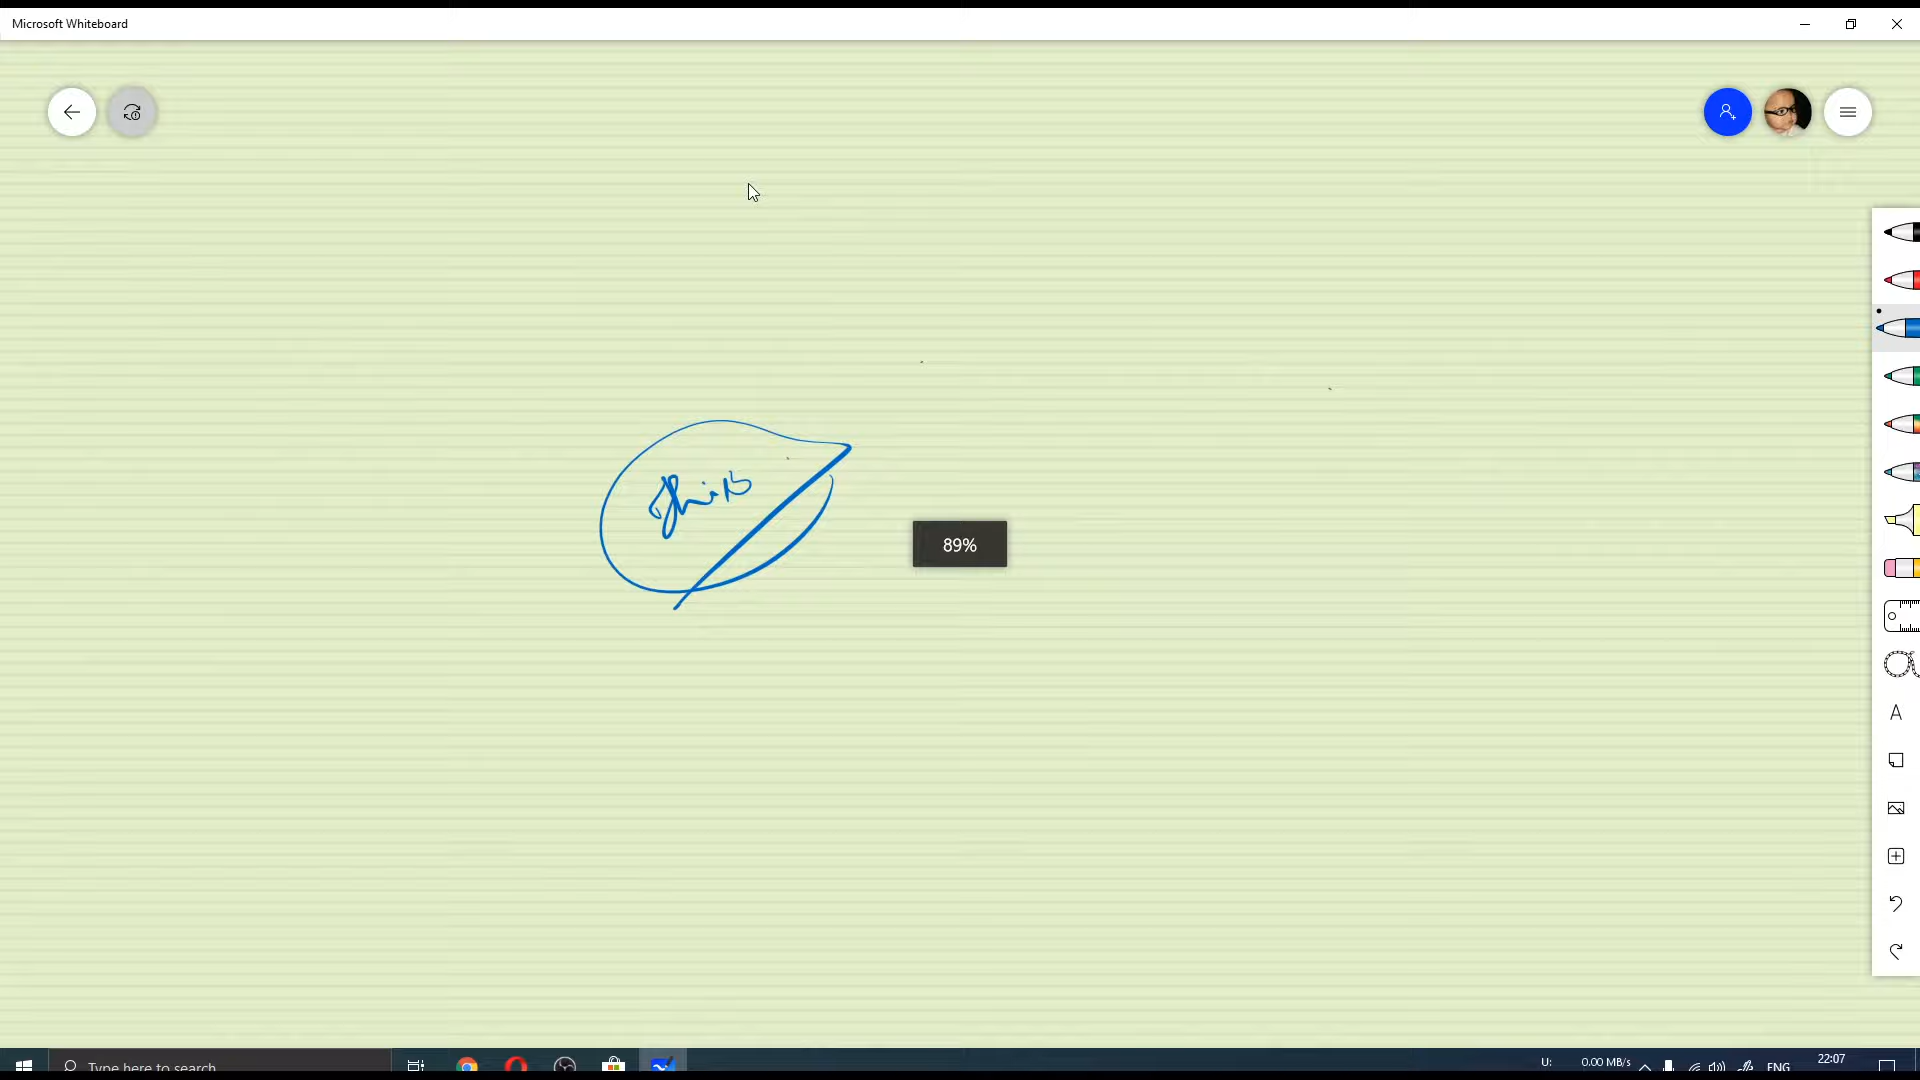 Microsoft Whiteboard
89%
A
Type here to search
U: 0.00 MB/s
ENG
22:07